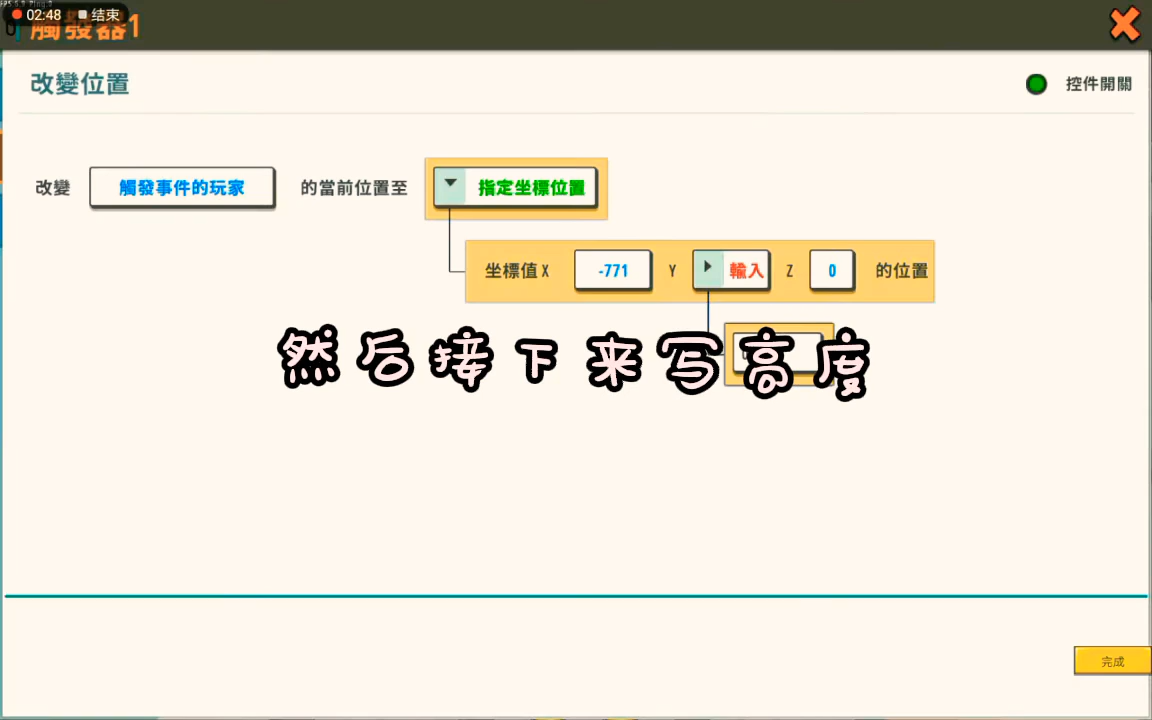 02:48 结束
觸發器1
改變位置
控件開關
改變 觸發事件的玩家 的當前位置至 指定坐標位置
坐標值X -771 Y 輸入 Z 0 的位置
然后接下来写高度
完成